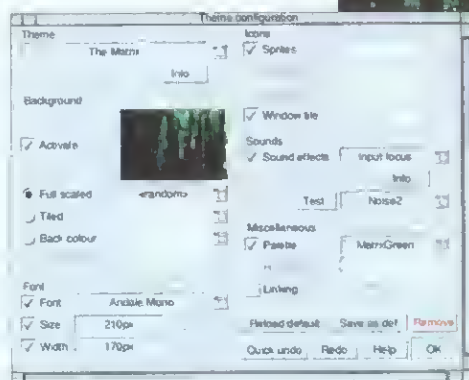 Theme configuration
Theme
The Matrix
Info
Background
Activate
Full scaled
<random>
Tiled
Back colour
Font
Font
Andale Mono
Size
210px
Width
170px
Icons
Sprites
Window tile
Sounds
Sound effects
Input focus
Info
Test
Noise2
Miscellaneous
Palette
MatrixGreen
Linking
Reload default
Save as def
Remove
Quick undo
Redo
Help
OK